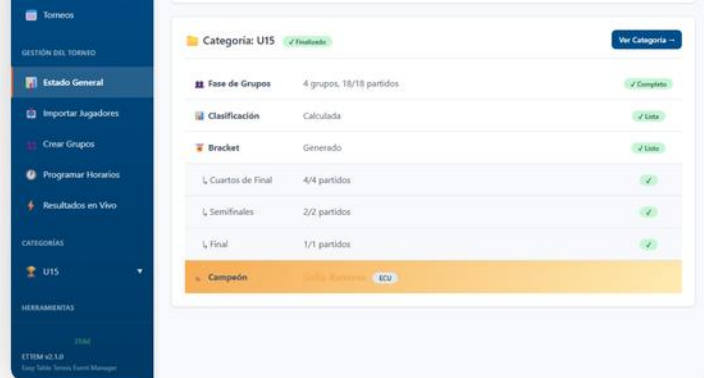 Torneos
GESTIÓN DEL TORNEO
Estado General
Importar Jugadores
Crear Grupos
Programar Horarios
Resultados en Vivo
CATEGORÍAS
U15
HERRAMIENTAS
ETTEM v2.1.0
Easy Table Tennis Event Manager
Categoría: U15 ✓ Finalizado Ver Categoría →
Fase de Grupos 4 grupos, 18/18 partidos ✓ Completo
Clasificación Calculada ✓ Lista
Bracket Generado ✓ Listo
↳ Cuartos de Final 4/4 partidos ✓
↳ Semifinales 2/2 partidos ✓
↳ Final 1/1 partidos ✓
Campeón ECU